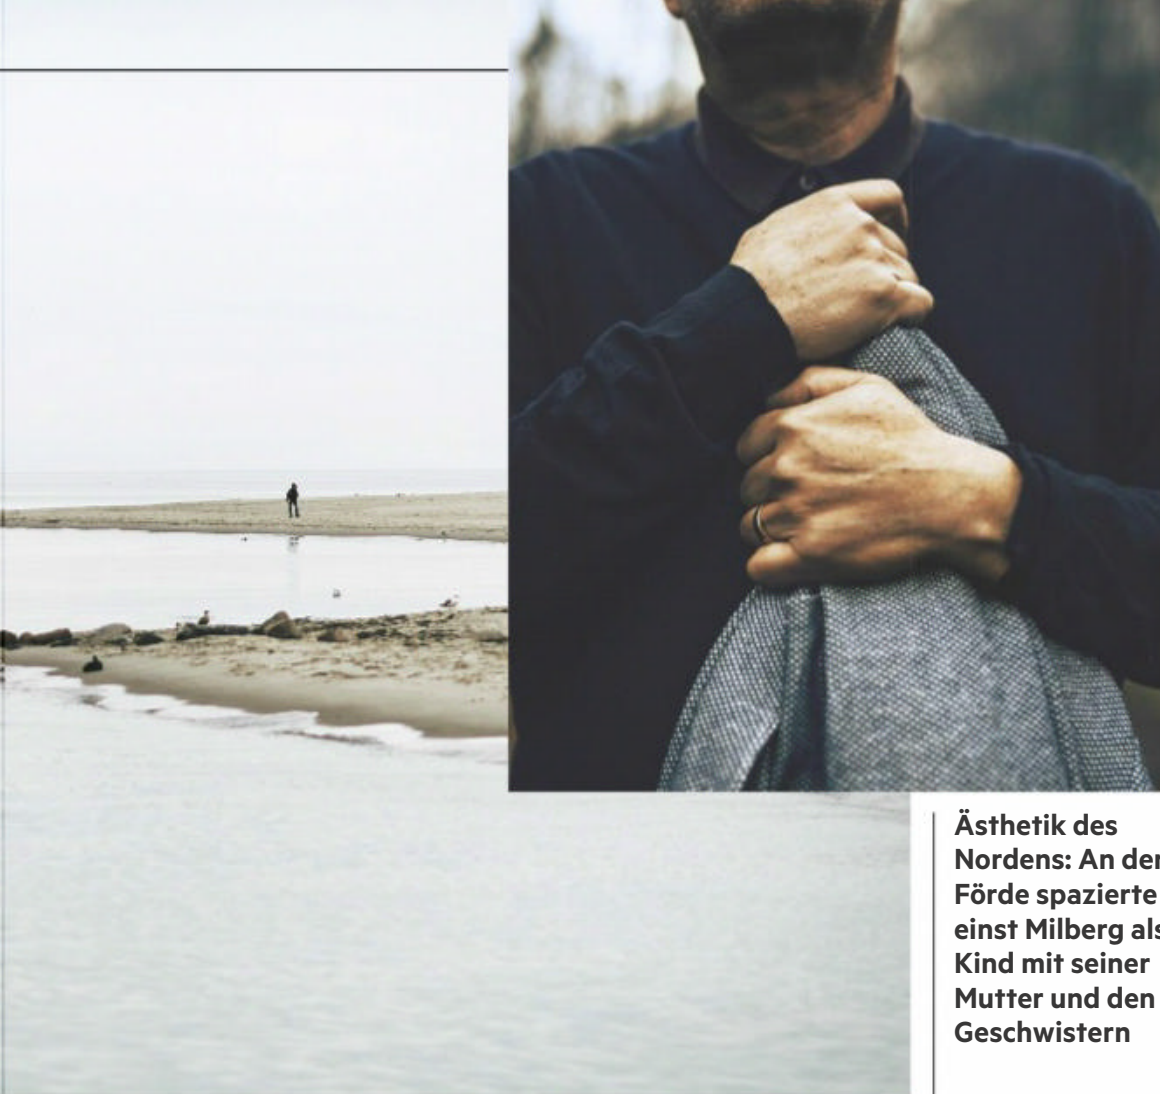 Ästhetik des
Nordens: An der
Förde spazierte
einst Milberg als
Kind mit seiner
Mutter und den
Geschwistern